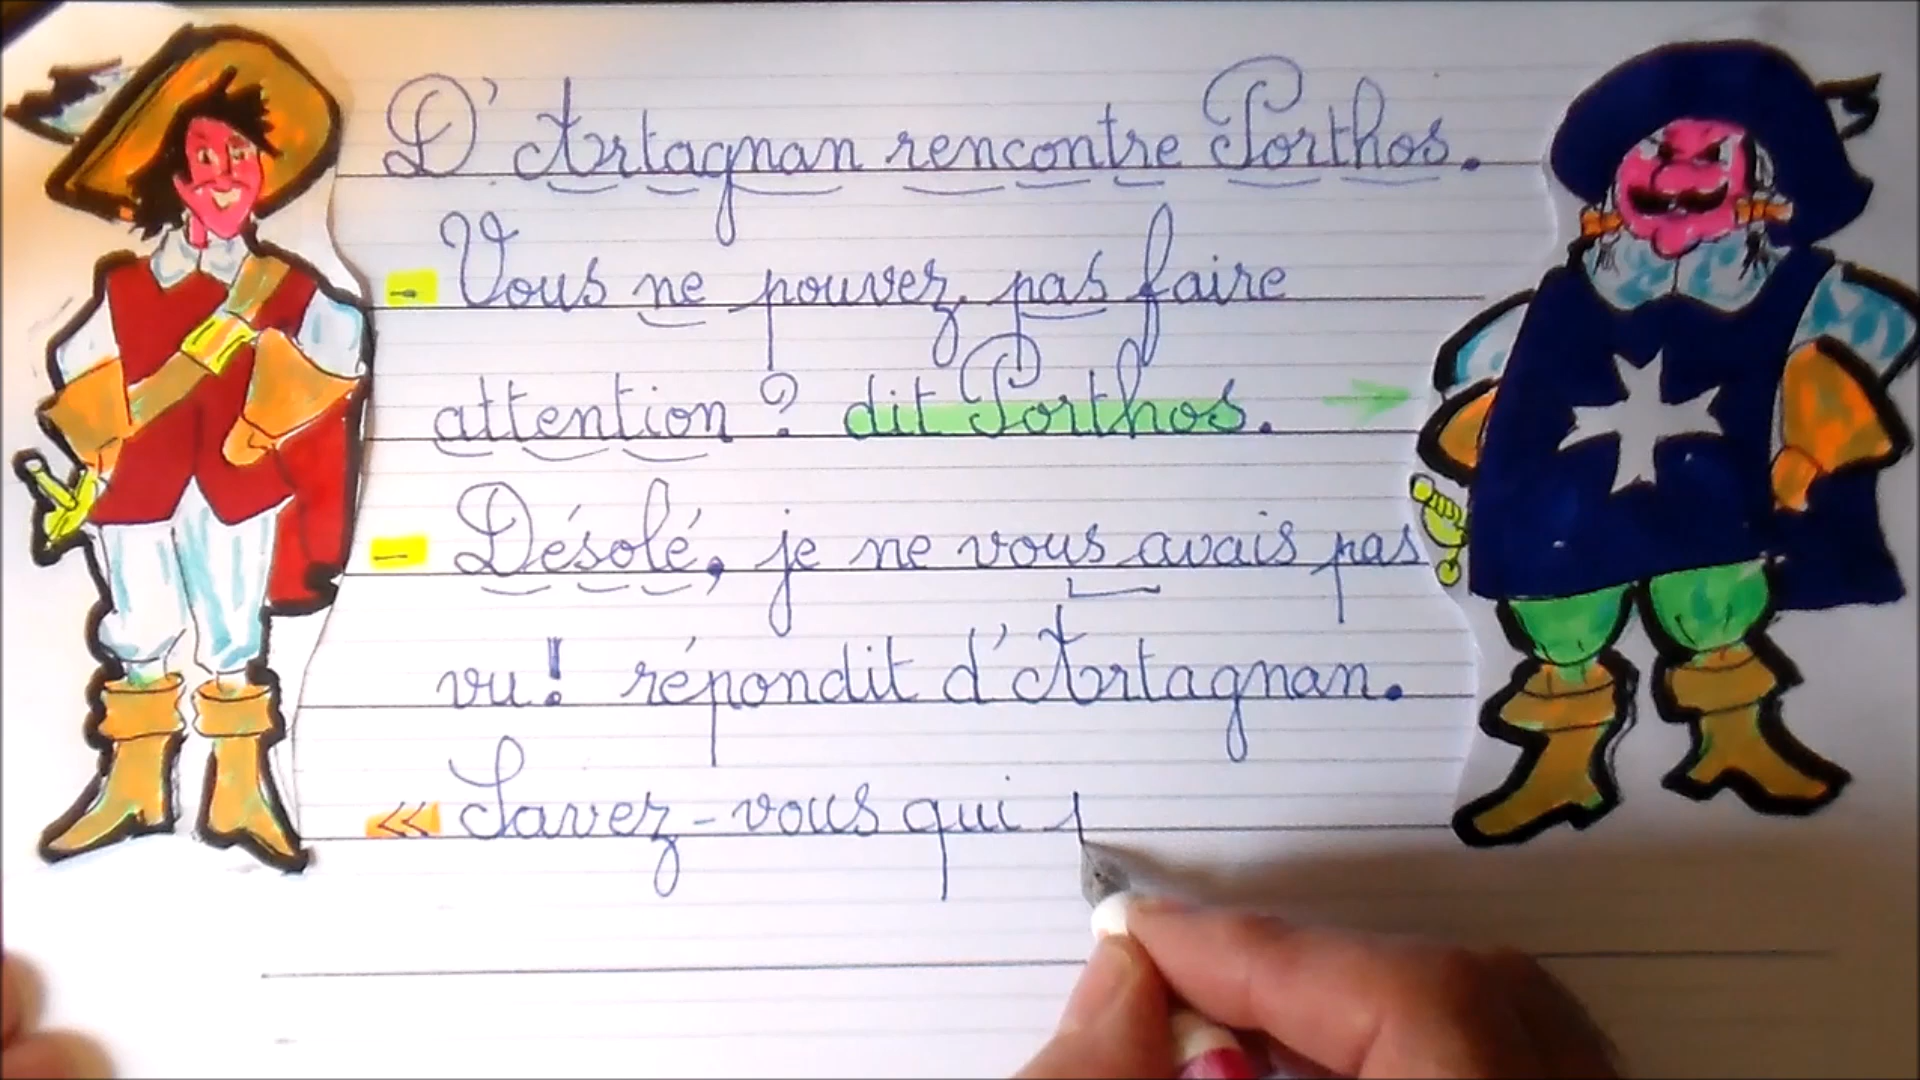 D'Artagnan rencontre Porthos.
- Vous ne pouvez pas faire
attention ? dit Porthos.
- Désolé, je ne vous avais pas
vu ! répondit d'Artagnan.
« Savez-vous qui